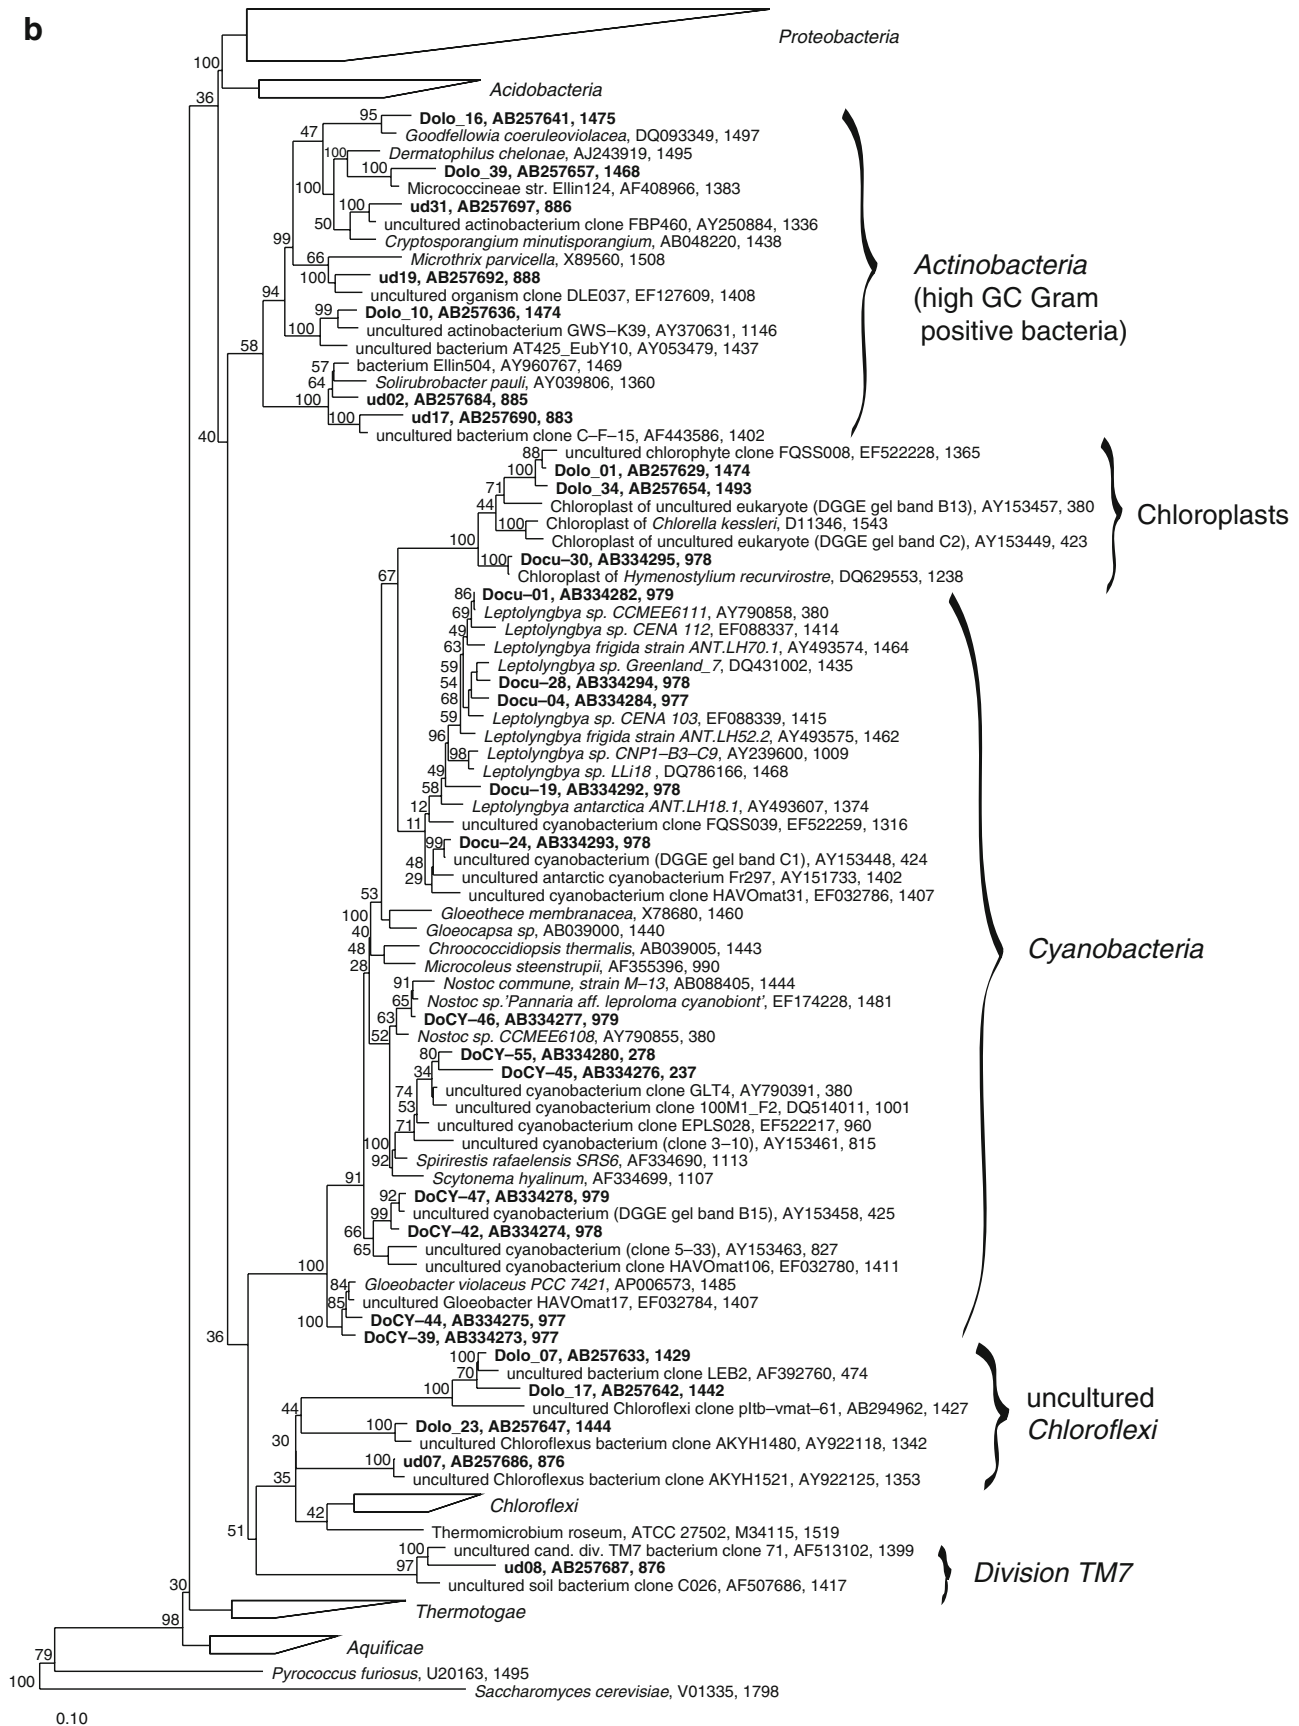 b
Proteobacteria
100
Acidobacteria
36
95
Dolo_16, AB257641, 1475
47
Goodfellowia coeruleoviolacea, DQ093349, 1497
100
Dermatophilus chelonae, AJ243919, 1495
100
Dolo_39, AB257657, 1468
100
Micrococcineae str. Ellin124, AF408966, 1383
100
ud31, AB257697, 886
50
uncultured actinobacterium clone FBP460, AY250884, 1336
99
Cryptosporangium minutisporangium, AB048220, 1438
66
Microthrix parvicella, X89560, 1508
100
ud19, AB257692, 888
94
uncultured organism clone DLE037, EF127609, 1408
99
Dolo_10, AB257636, 1474
100
uncultured actinobacterium GWS–K39, AY370631, 1146
58
uncultured bacterium AT425_EubY10, AY053479, 1437
57
bacterium Ellin504, AY960767, 1469
64
Solirubrobacter pauli, AY039806, 1360
100
ud02, AB257684, 885
100
ud17, AB257690, 883
40
uncultured bacterium clone C–F–15, AF443586, 1402
Actinobacteria
(high GC Gram
positive bacteria)
88
uncultured chlorophyte clone FQSS008, EF522228, 1365
100
Dolo_01, AB257629, 1474
71
Dolo_34, AB257654, 1493
44
Chloroplast of uncultured eukaryote (DGGE gel band B13), AY153457, 380
100
Chloroplast of Chlorella kessleri, D11346, 1543
100
Chloroplast of uncultured eukaryote (DGGE gel band C2), AY153449, 423
100
Docu–30, AB334295, 978
67
Chloroplast of Hymenostylium recurvirostre, DQ629553, 1238
Chloroplasts
86
Docu–01, AB334282, 979
69
Leptolyngbya sp. CCMEE6111, AY790858, 380
49
Leptolyngbya sp. CENA 112, EF088337, 1414
63
Leptolyngbya frigida strain ANT.LH70.1, AY493574, 1464
59
Leptolyngbya sp. Greenland_7, DQ431002, 1435
54
Docu–28, AB334294, 978
68
Docu–04, AB334284, 977
59
Leptolyngbya sp. CENA 103, EF088339, 1415
96
Leptolyngbya frigida strain ANT.LH52.2, AY493575, 1462
98
Leptolyngbya sp. CNP1–B3–C9, AY239600, 1009
49
Leptolyngbya sp. LLi18 , DQ786166, 1468
58
Docu–19, AB334292, 978
12
Leptolyngbya antarctica ANT.LH18.1, AY493607, 1374
11
uncultured cyanobacterium clone FQSS039, EF522259, 1316
99
Docu–24, AB334293, 978
48
uncultured cyanobacterium (DGGE gel band C1), AY153448, 424
29
uncultured antarctic cyanobacterium Fr297, AY151733, 1402
53
uncultured cyanobacterium clone HAVOmat31, EF032786, 1407
100
Gloeothece membranacea, X78680, 1460
40
Gloeocapsa sp, AB039000, 1440
48
Chroococcidiopsis thermalis, AB039005, 1443
28
Microcoleus steenstrupii, AF355396, 990
91
Nostoc commune, strain M–13, AB088405, 1444
65
Nostoc sp.'Pannaria aff. leproloma cyanobiont', EF174228, 1481
63
DoCY–46, AB334277, 979
52
Nostoc sp. CCMEE6108, AY790855, 380
80
DoCY–55, AB334280, 278
34
DoCY–45, AB334276, 237
74
uncultured cyanobacterium clone GLT4, AY790391, 380
53
uncultured cyanobacterium clone 100M1_F2, DQ514011, 1001
71
uncultured cyanobacterium clone EPLS028, EF522217, 960
100
uncultured cyanobacterium (clone 3–10), AY153461, 815
92
Spirirestis rafaelensis SRS6, AF334690, 1113
91
Scytonema hyalinum, AF334699, 1107
92
DoCY–47, AB334278, 979
99
uncultured cyanobacterium (DGGE gel band B15), AY153458, 425
66
DoCY–42, AB334274, 978
65
uncultured cyanobacterium (clone 5–33), AY153463, 827
100
uncultured cyanobacterium clone HAVOmat106, EF032780, 1411
84
Gloeobacter violaceus PCC 7421, AP006573, 1485
85
uncultured Gloeobacter HAVOmat17, EF032784, 1407
100
DoCY–44, AB334275, 977
36
DoCY–39, AB334273, 977
Cyanobacteria
100
Dolo_07, AB257633, 1429
70
uncultured bacterium clone LEB2, AF392760, 474
100
Dolo_17, AB257642, 1442
44
uncultured Chloroflexi clone pltb–vmat–61, AB294962, 1427
100
Dolo_23, AB257647, 1444
30
uncultured Chloroflexus bacterium clone AKYH1480, AY922118, 1342
100
ud07, AB257686, 876
35
uncultured Chloroflexus bacterium clone AKYH1521, AY922125, 1353
uncultured
Chloroflexi
Chloroflexi
42
51
Thermomicrobium roseum, ATCC 27502, M34115, 1519
100
uncultured cand. div. TM7 bacterium clone 71, AF513102, 1399
97
ud08, AB257687, 876
uncultured soil bacterium clone C026, AF507686, 1417
Division TM7
30
Thermotogae
98
Aquificae
79
Pyrococcus furiosus, U20163, 1495
100
Saccharomyces cerevisiae, V01335, 1798
0.10